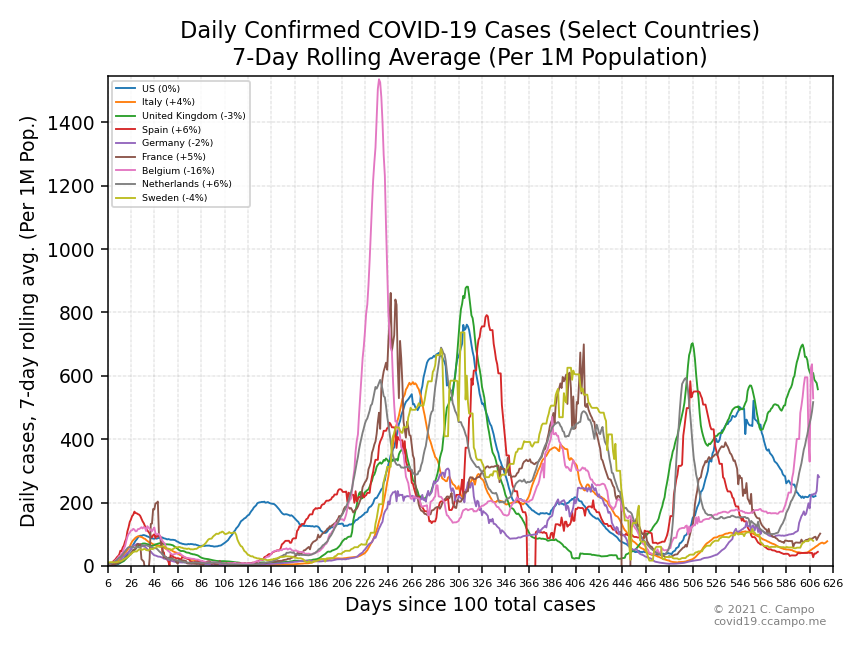 Daily Confirmed COVID-19 Cases (Select Countries)
7-Day Rolling Average (Per 1M Population)
Daily cases, 7-day rolling avg. (Per 1M Pop.)
1400
1200
1000
800
600
400
200
0
US (0%)
Italy (+4%)
United Kingdom (-3%)
Spain (+6%)
Germany (-2%)
France (+5%)
Belgium (-16%)
Netherlands (+6%)
Sweden (-4%)
6 26 46 66 86 106 126 146 166 186 206 226 246 266 286 306 326 346 366 386 406 426 446 466 486 506 526 546 566 586 606 626
Days since 100 total cases
© 2021 C. Campo
covid19.ccampo.me